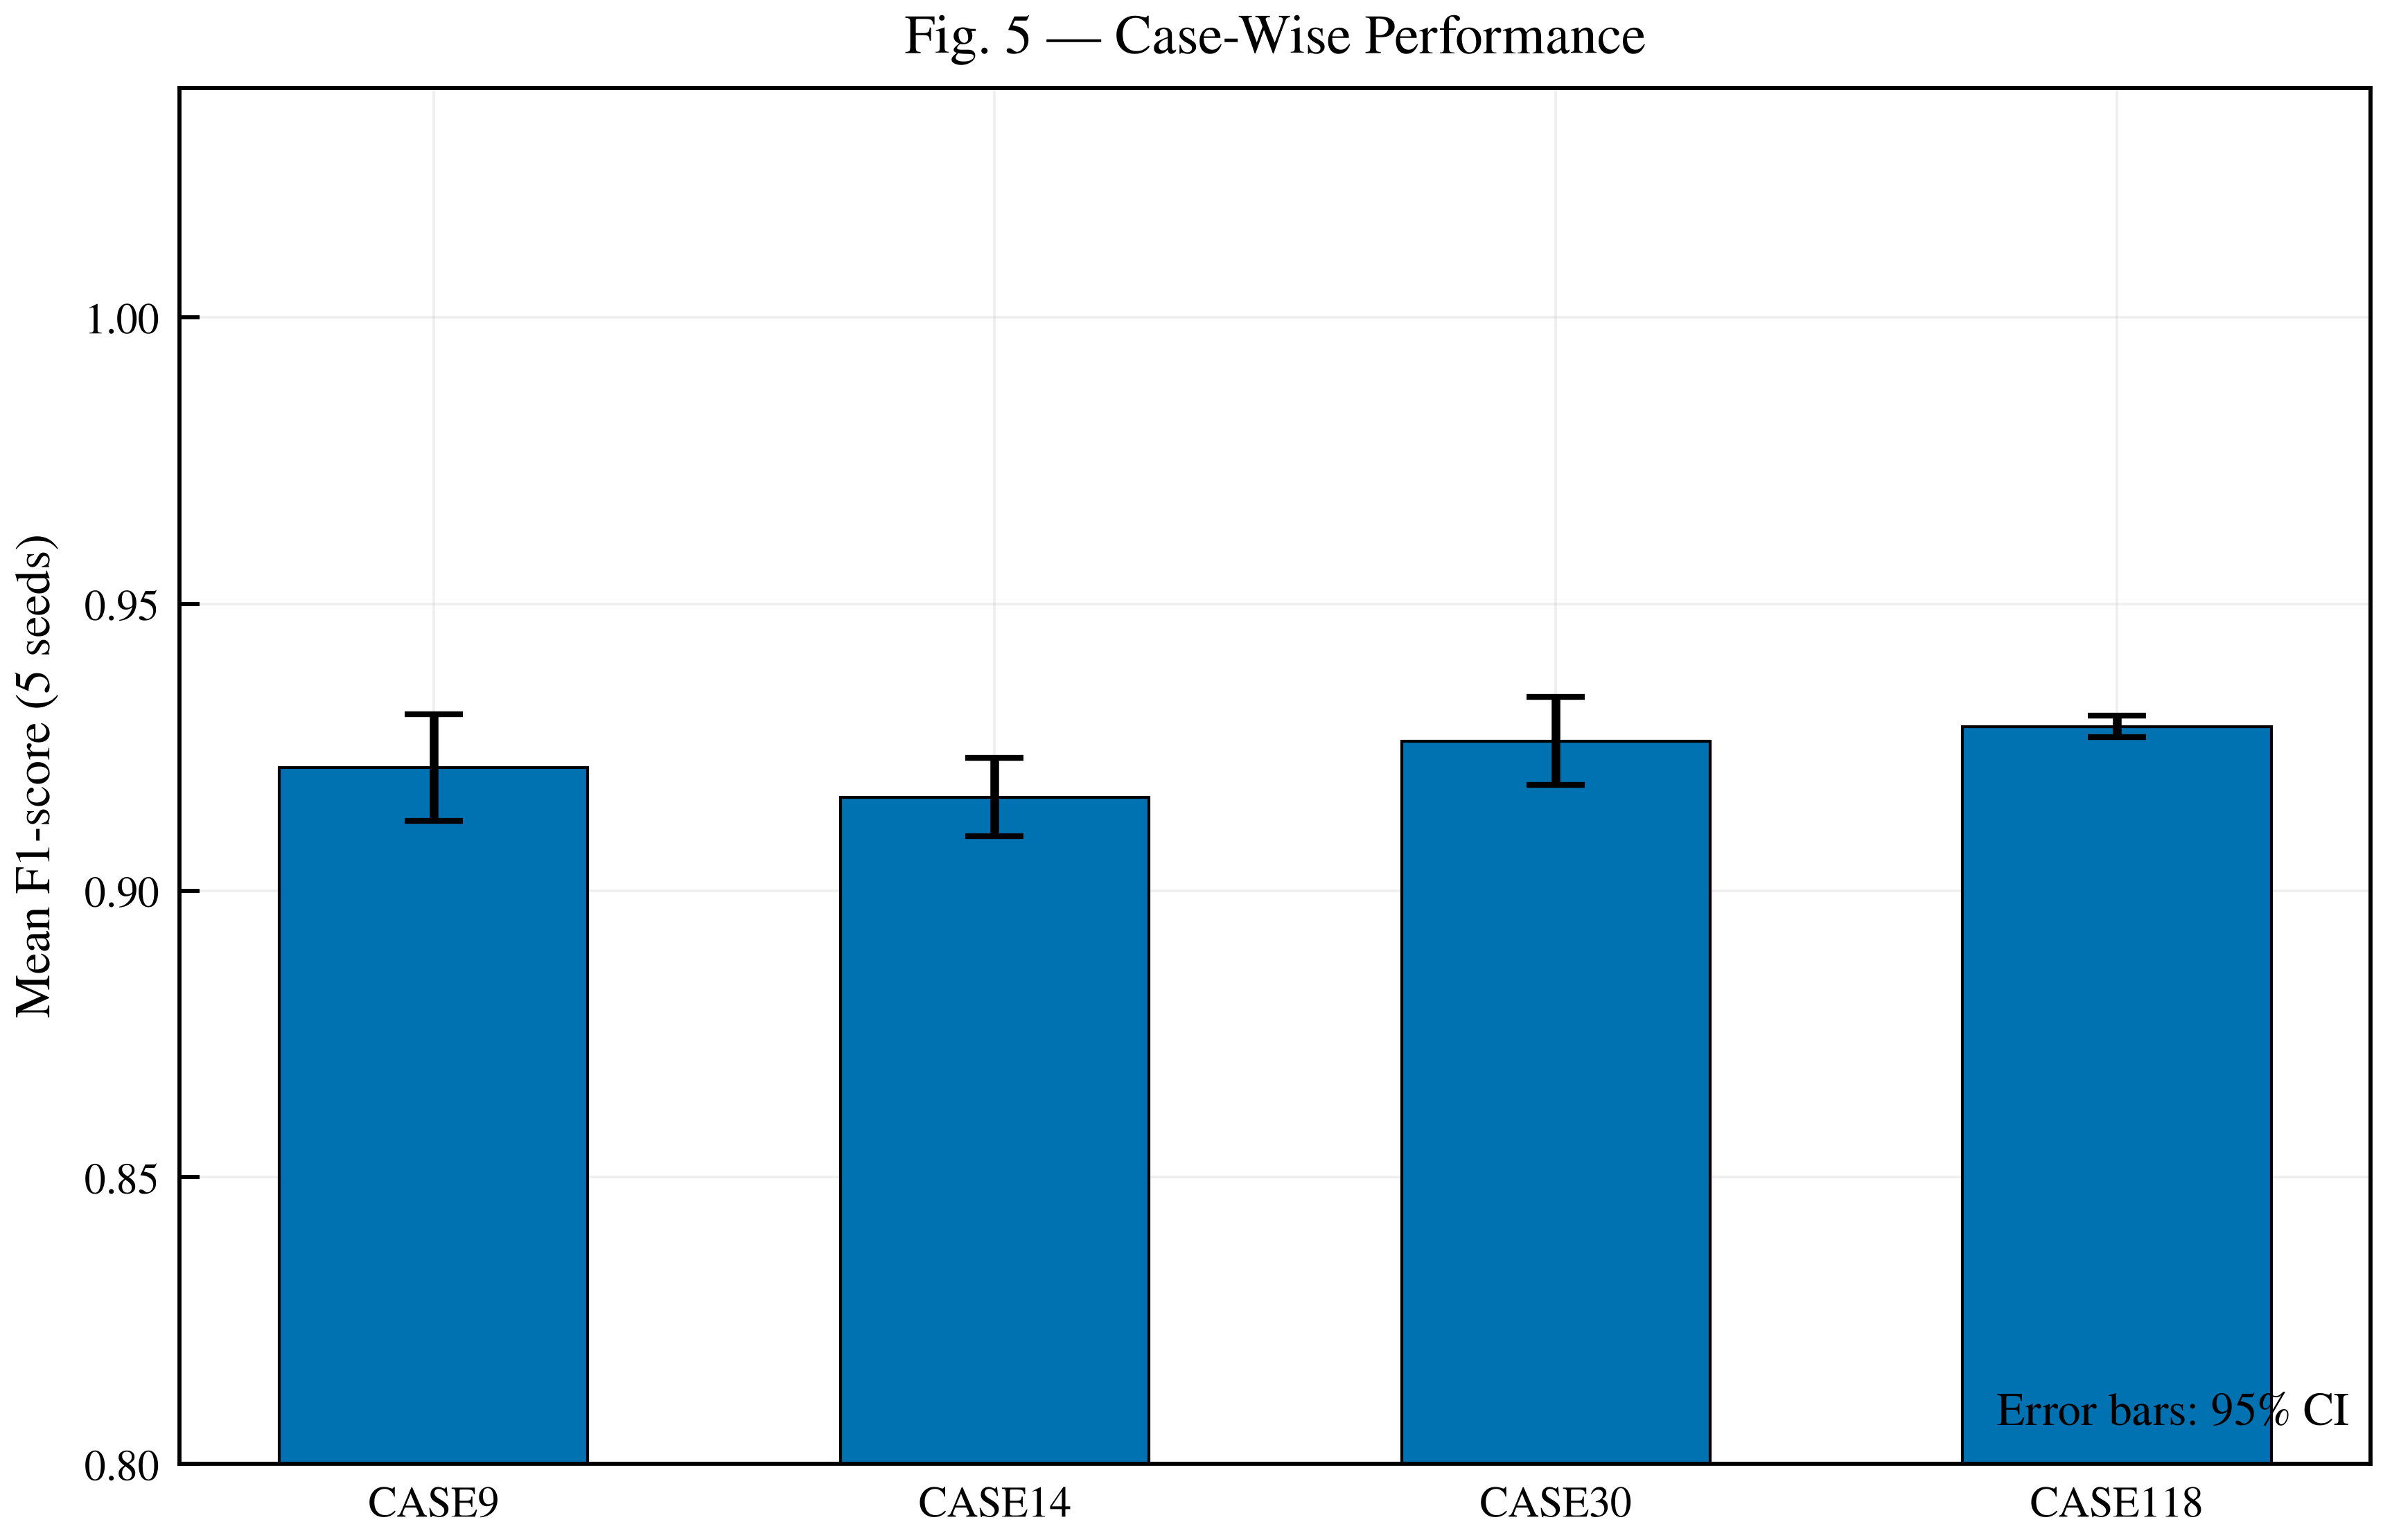 Fig. 5 — Case-Wise Performance
Mean F1-score (5 seeds)
1.00
0.95
0.90
0.85
0.80
Error bars: 95% CI
CASE9
CASE14
CASE30
CASE118